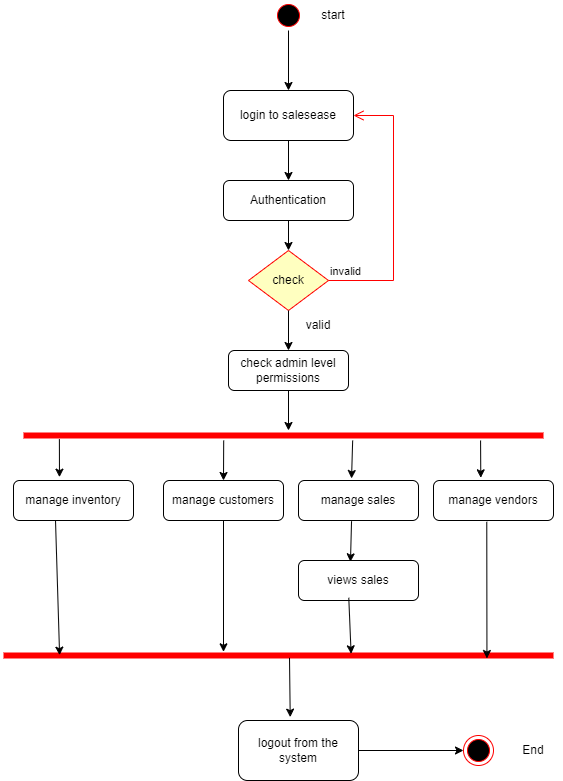 start
login to salesease
Authentication
check
invalid
valid
check admin level
permissions
manage inventory
manage customers
manage sales
manage vendors
views sales
logout from the
system
End